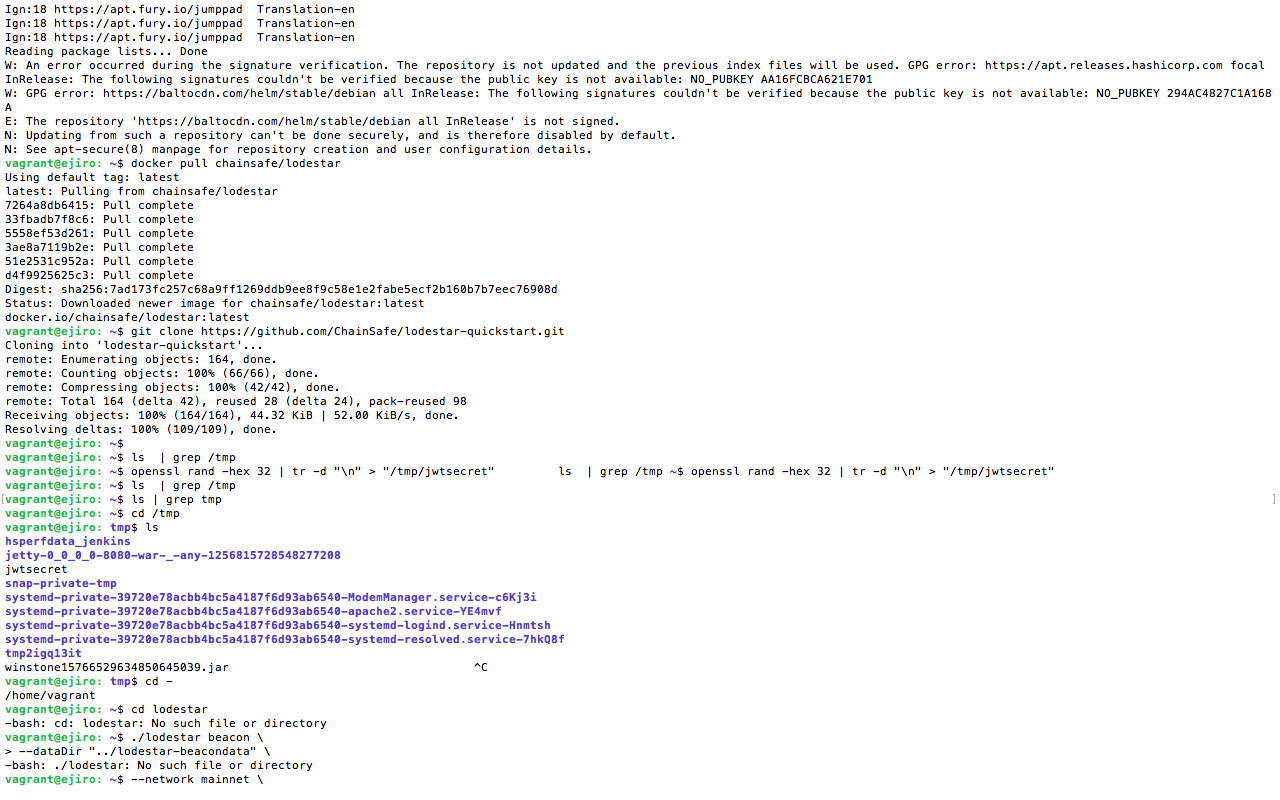 Ign:18 https://apt.fury.io/jumppad  Translation-en
Ign:18 https://apt.fury.io/jumppad  Translation-en
Ign:18 https://apt.fury.io/jumppad  Translation-en
Reading package lists... Done
W: An error occurred during the signature verification. The repository is not updated and the previous index files will be used. GPG error: https://apt.releases.hashicorp.com focal
InRelease: The following signatures couldn't be verified because the public key is not available: NO_PUBKEY AA16FCBCA621E701
W: GPG error: https://baltocdn.com/helm/stable/debian all InRelease: The following signatures couldn't be verified because the public key is not available: NO_PUBKEY 294AC4827C1A168
A
E: The repository 'https://baltocdn.com/helm/stable/debian all InRelease' is not signed.
N: Updating from such a repository can't be done securely, and is therefore disabled by default.
N: See apt-secure(8) manpage for repository creation and user configuration details.
vagrant@ejiro: ~$ docker pull chainsafe/lodestar
Using default tag: latest
latest: Pulling from chainsafe/lodestar
7264a8db6415: Pull complete
33fbadb7f8c6: Pull complete
5558ef53d261: Pull complete
3ae8a7119b2e: Pull complete
51e2531c952a: Pull complete
d4f9925625c3: Pull complete
Digest: sha256:7ad173fc257c68a9ff1269ddb9ee8f9c58e1e2fabe5ecf2b160b7b7eec76908d
Status: Downloaded newer image for chainsafe/lodestar:latest
docker.io/chainsafe/lodestar:latest
vagrant@ejiro: ~$ git clone https://github.com/ChainSafe/lodestar-quickstart.git
Cloning into 'lodestar-quickstart'...
remote: Enumerating objects: 164, done.
remote: Counting objects: 100% (66/66), done.
remote: Compressing objects: 100% (42/42), done.
remote: Total 164 (delta 42), reused 28 (delta 24), pack-reused 98
Receiving objects: 100% (164/164), 44.32 KiB | 52.00 KiB/s, done.
Resolving deltas: 100% (109/109), done.
vagrant@ejiro: ~$
vagrant@ejiro: ~$ ls  | grep /tmp
vagrant@ejiro: ~$ openssl rand -hex 32 | tr -d "\n" > "/tmp/jwtsecret"         ls  | grep /tmp ~$ openssl rand -hex 32 | tr -d "\n" > "/tmp/jwtsecret"
vagrant@ejiro: ~$ ls  | grep /tmp
[vagrant@ejiro: ~$ ls | grep tmp ]
vagrant@ejiro: ~$ cd /tmp
vagrant@ejiro: tmp$ ls
hsperfdata_jenkins
jetty-0_0_0_0-8080-war-_-any-1256815728548277208
jwtsecret
snap-private-tmp
systemd-private-39720e78acbb4bc5a4187f6d93ab6540-ModemManager.service-c6Kj3i
systemd-private-39720e78acbb4bc5a4187f6d93ab6540-apache2.service-YE4mvf
systemd-private-39720e78acbb4bc5a4187f6d93ab6540-systemd-logind.service-Hnmtsh
systemd-private-39720e78acbb4bc5a4187f6d93ab6540-systemd-resolved.service-7hkQ8f
tmp2igq13it
winstone15766529634850645039.jar                                   ^C
vagrant@ejiro: tmp$ cd -
/home/vagrant
vagrant@ejiro: ~$ cd lodestar
-bash: cd: lodestar: No such file or directory
vagrant@ejiro: ~$ ./lodestar beacon \
> --dataDir "../lodestar-beacondata" \
-bash: ./lodestar: No such file or directory
vagrant@ejiro: ~$ --network mainnet \